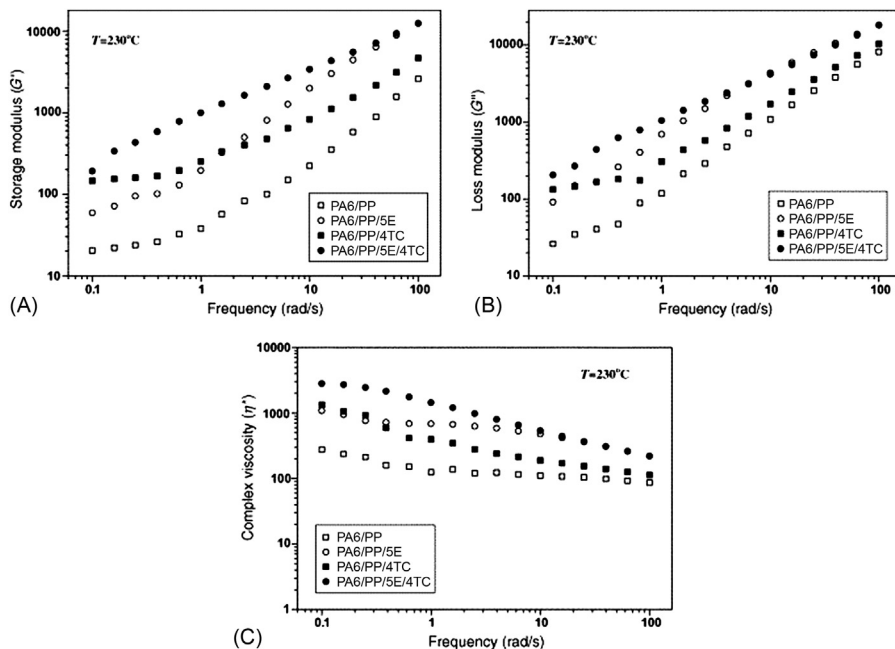 T=230°C
10000
1000
100
10
Storage modulus (G')
0.1
1
10
100
Frequency (rad/s)
PA6/PP
PA6/PP/5E
PA6/PP/4TC
PA6/PP/5E/4TC
(A)
T=230°C
10000
1000
100
10
Loss modulus (G'')
0.1
1
10
100
Frequency (rad/s)
PA6/PP
PA6/PP/5E
PA6/PP/4TC
PA6/PP/5E/4TC
(B)
T=230°C
10000
1000
100
10
1
Complex viscosity (η*)
0.1
1
10
100
Frequency (rad/s)
PA6/PP
PA6/PP/5E
PA6/PP/4TC
PA6/PP/5E/4TC
(C)